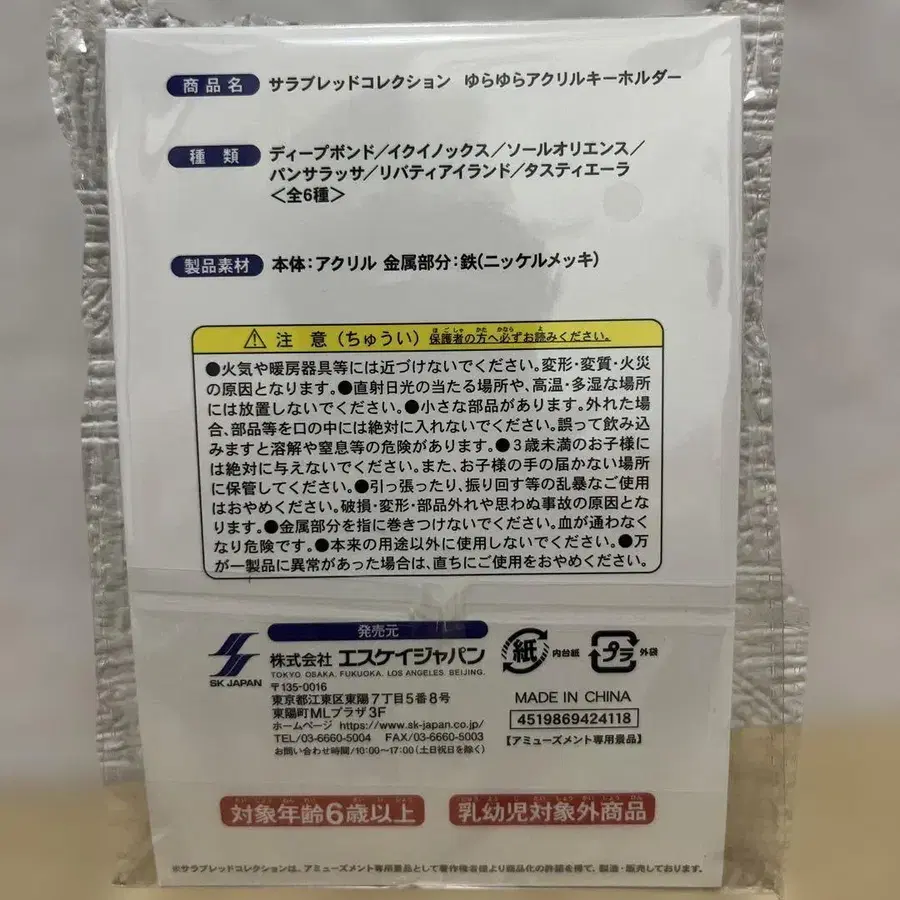 商品名 サラブレッドコレクション ゆらゆらアクリルキーホルダー
種類 ディープボンド／イクイノックス／ソールオリエンス／
パンサラッサ／リバティアイランド／タスティエーラ
＜全6種＞
製品素材 本体：アクリル 金属部分：鉄(ニッケルメッキ)
注意(ちゅうい) 保護者の方へ必ずお読みください。
●火気や暖房器具等には近づけないでください。変形・変質・火災
の原因となります。●直射日光の当たる場所や、高温・多湿な場所
には放置しないでください。●小さな部品があります。外れた場
合、部品等を口の中には絶対に入れないでください。誤って飲み込
みますと溶解や窒息等の危険があります。●3歳未満のお子様に
は絶対に与えないでください。また、お子様の手の届かない場所
に保管してください。●引っ張ったり、振り回す等の乱暴なご使用
はおやめください。破損・変形・部品外れや思わぬ事故の原因とな
ります。●金属部分を指に巻きつけないでください。血が通わなく
なり危険です。●本来の用途以外に使用しないでください。●万
が一製品に異常があった場合は、直ちにご使用をおやめください。
発売元
SK JAPAN
株式会社 エスケイジャパン
TOKYO. OSAKA. FUKUOKA. LOS ANGELES. BEIJING.
〒135-0016
東京都江東区東陽7丁目5番8号
東陽町MLプラザ3F
ホームページ https://www.sk-japan.co.jp/
TEL/03-6660-5004 FAX/03-6660-5003
お問い合わせ時間/10:00〜17:00(土日祝日を除く)
紙 内台紙 プラ 外袋
MADE IN CHINA
4519869424118
【アミューズメント専用景品】
対象年齢6歳以上
乳幼児対象外商品
※サラブレッドコレクションは、アミューズメント専用景品として著作権者様より商品化の許諾を得て、製造・販売しております。